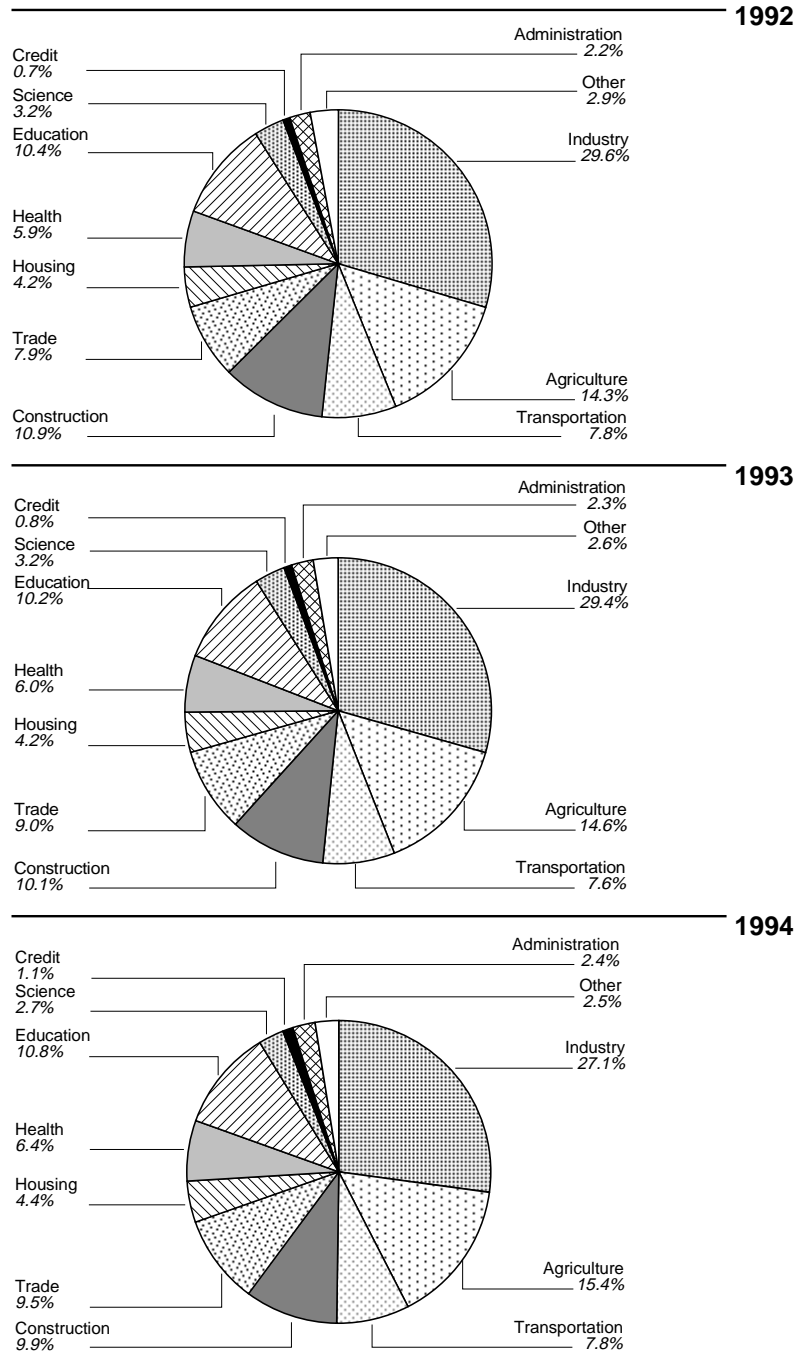 1992
Administration
2.2%
Credit
0.7%
Other
2.9%
Science
3.2%
Education
10.4%
Industry
29.6%
Health
5.9%
Housing
4.2%
Trade
7.9%
Agriculture
14.3%
Construction
10.9%
Transportation
7.8%
1993
Administration
2.3%
Credit
0.8%
Other
2.6%
Science
3.2%
Education
10.2%
Industry
29.4%
Health
6.0%
Housing
4.2%
Trade
9.0%
Agriculture
14.6%
Construction
10.1%
Transportation
7.6%
1994
Administration
2.4%
Credit
1.1%
Other
2.5%
Science
2.7%
Education
10.8%
Industry
27.1%
Health
6.4%
Housing
4.4%
Agriculture
15.4%
Trade
9.5%
Construction
9.9%
Transportation
7.8%